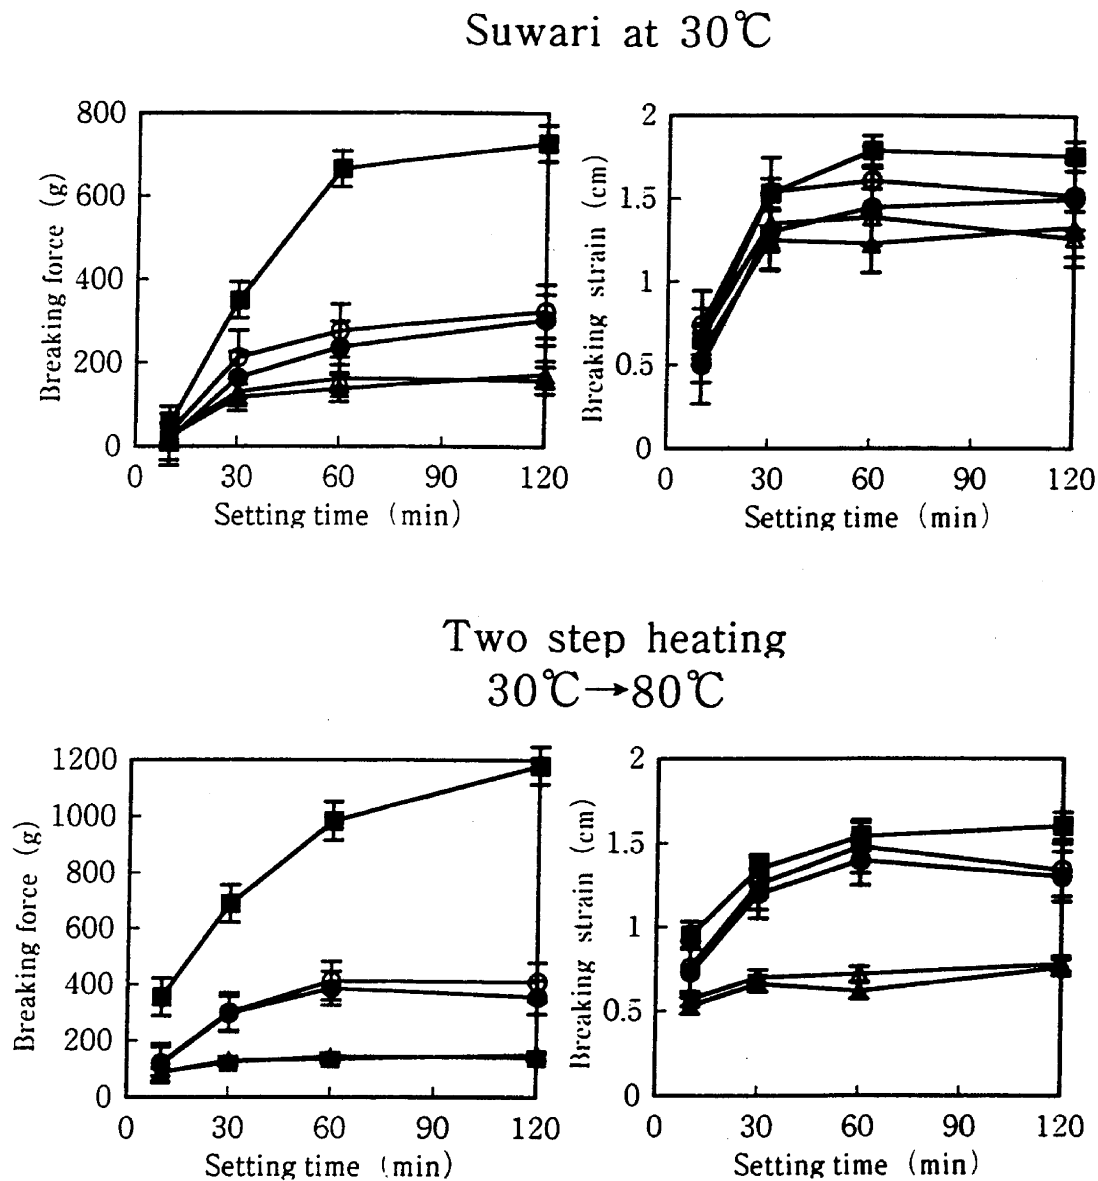 Suwari at 30℃
800
600
400
200
0
0 30 60 90 120
Breaking force (g)
Setting time (min)
2
1.5
1
0.5
0
0 30 60 90 120
Breaking strain (cm)
Setting time (min)
Two step heating
30℃→80℃
1200
1000
800
600
400
200
0
0 30 60 90 120
Breaking force (g)
Setting time (min)
2
1.5
1
0.5
0
0 30 60 90 120
Breaking strain (cm)
Setting time (min)